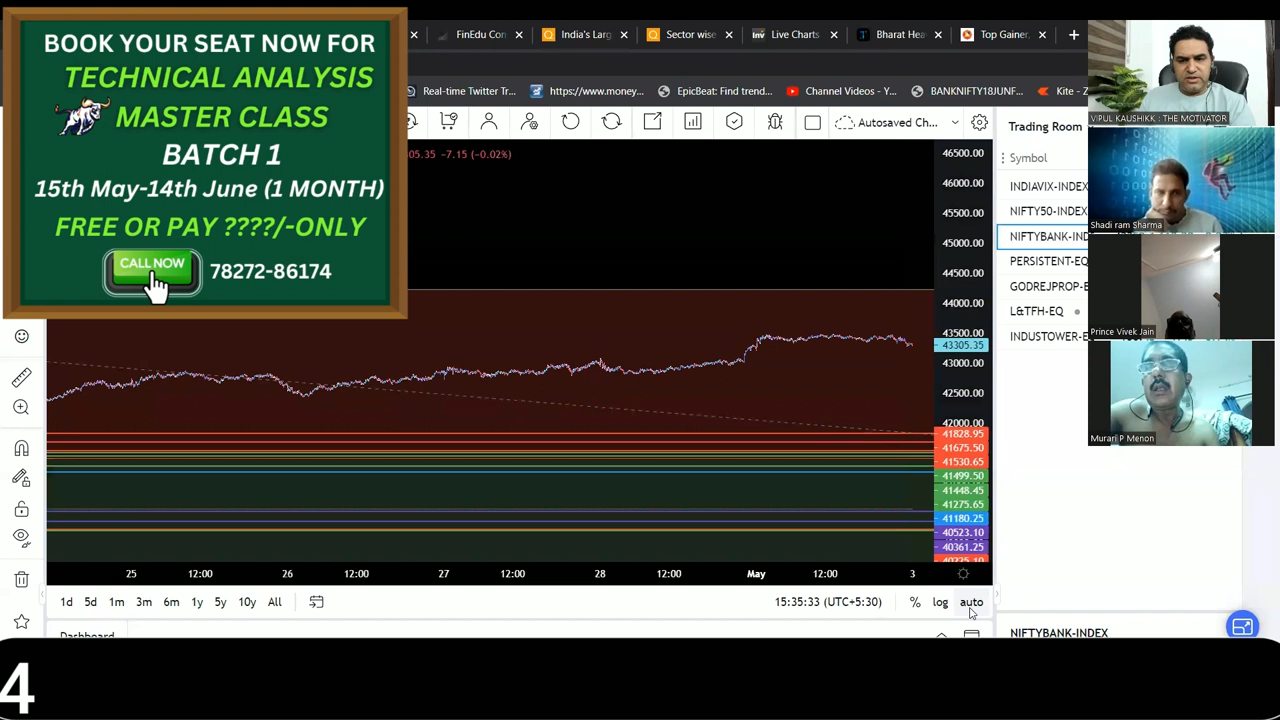 BOOK YOUR SEAT NOW FOR
TECHNICAL ANALYSIS
MASTER CLASS
BATCH 1
15th May-14th June (1 MONTH)
FREE OR PAY ????/-ONLY
CALL NOW
78272-86174
FinEdu Con
India's Larg
Sector wise
Live Charts
Bharat Hea
Top Gainer,
Real-time Twitter Tr...
https://www.money...
EpicBeat: Find trend...
Channel Videos - Y...
BANKNIFTY18JUNF...
Kite - Z
Autosaved Ch...
05.35 −7.15 (−0.02%)
46500.00
46000.00
45500.00
45000.00
44500.00
44000.00
43500.00
43305.35
43000.00
42500.00
42000.00
41828.95
41675.50
41530.65
41499.50
41448.45
41275.65
41180.25
40523.10
40361.25
25 12:00 26 12:00 27 12:00 28 12:00 May 12:00 3
1d 5d 1m 3m 6m 1y 5y 10y All
15:35:33 (UTC+5:30) % log auto
Dashboard
Trading Room
Symbol
INDIAVIX-INDEX
NIFTY50-INDEX
NIFTYBANK-IND
PERSISTENT-EQ
GODREJPROP-E
L&TFH-EQ
INDUSTOWER-E
NIFTYBANK-INDEX
VIPUL KAUSHIKK : THE MOTIVATOR
Shadi ram Sharma
Prince Vivek Jain
Murari P Menon
4